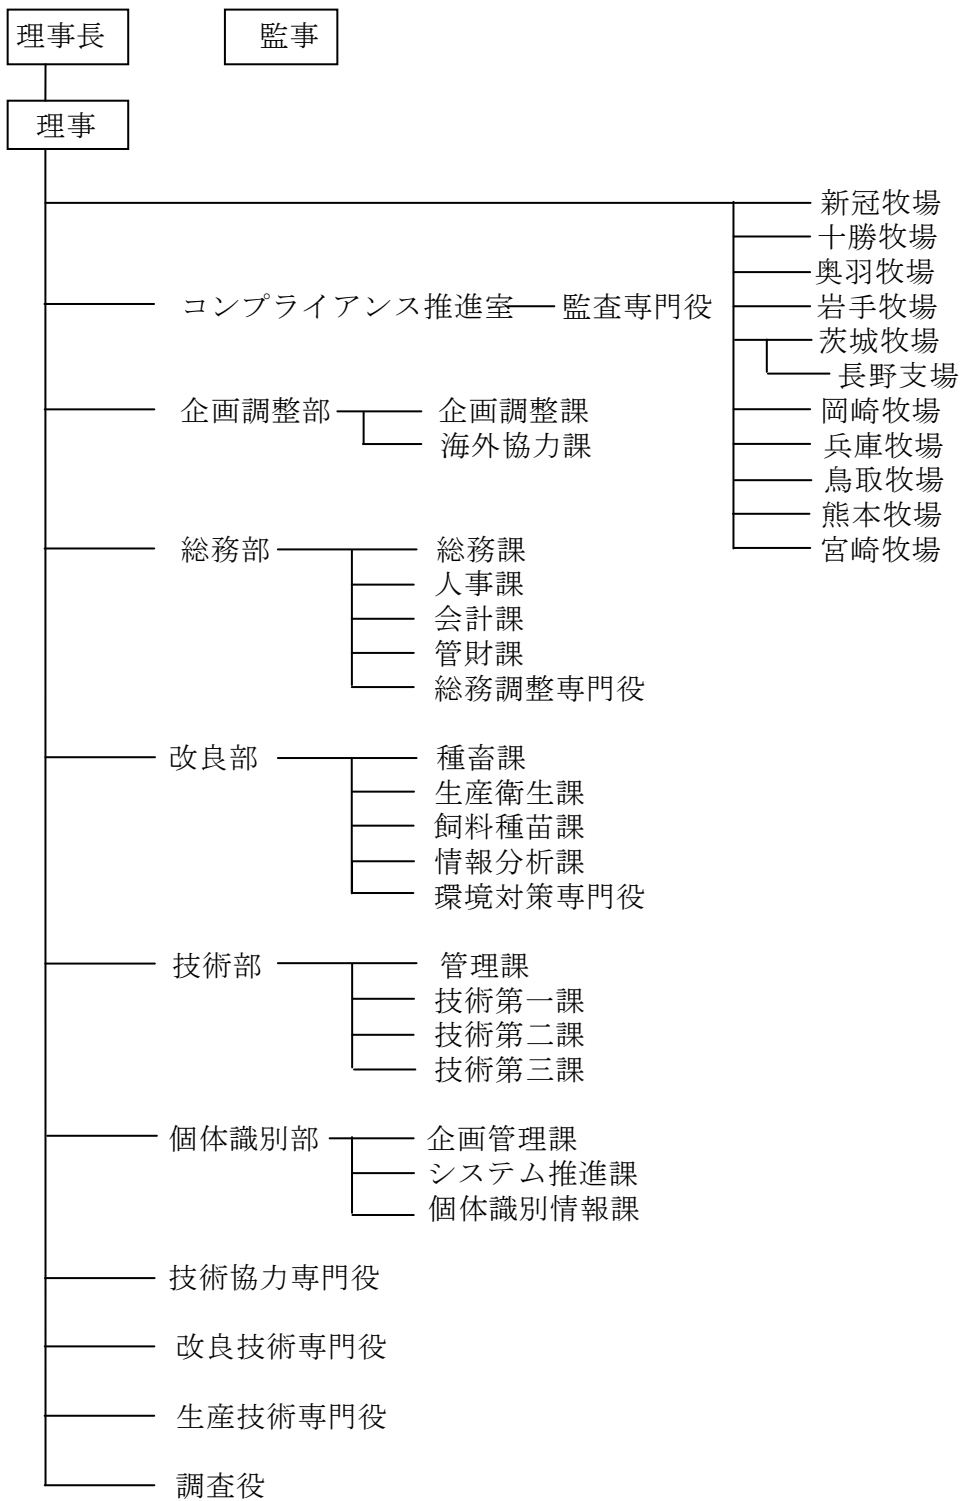 理事長
監事
理事
新冠牧場
十勝牧場
奥羽牧場
岩手牧場
茨城牧場
長野支場
岡崎牧場
兵庫牧場
鳥取牧場
熊本牧場
宮崎牧場
コンプライアンス推進室
監査専門役
企画調整部
企画調整課
海外協力課
総務部
総務課
人事課
会計課
管財課
総務調整専門役
改良部
種畜課
生産衛生課
飼料種苗課
情報分析課
環境対策専門役
技術部
管理課
技術第一課
技術第二課
技術第三課
個体識別部
企画管理課
システム推進課
個体識別情報課
技術協力専門役
改良技術専門役
生産技術専門役
調査役